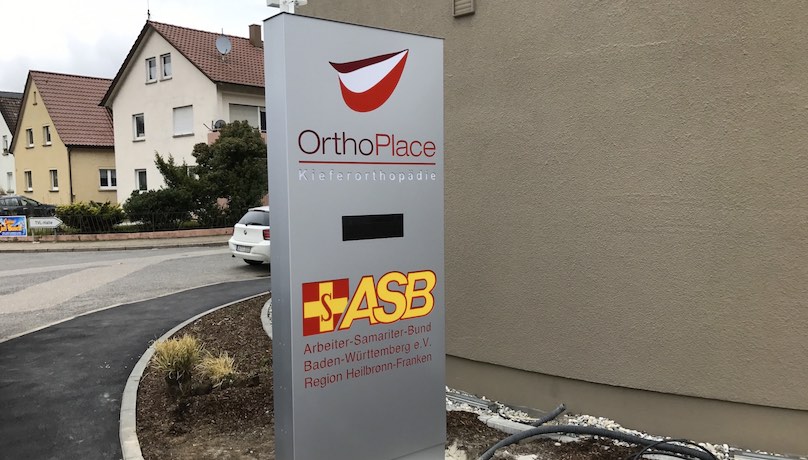 OrthoPlace
Kieferorthopädie
S
ASB
Arbeiter-Samariter-Bund
Baden-Württemberg e.V.
Region Heilbronn-Franken